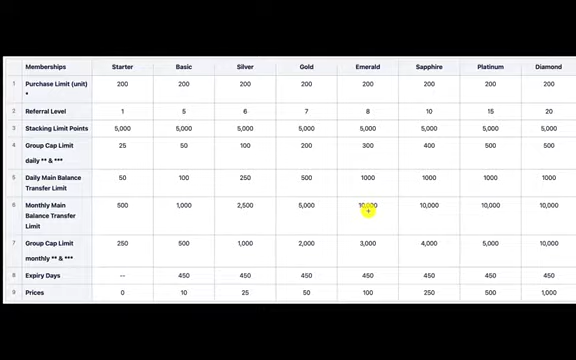 Memberships Starter Basic Silver Gold Emerald Sapphire Platinum Diamond
1 Purchase Limit (unit) 200 200 200 200 200 200 200 200
*
2 Referral Level 1 5 6 7 8 10 15 20
3 Stacking Limit Points 5,000 5,000 5,000 5,000 5,000 5,000 5,000 5,000
4 Group Cap Limit 25 50 100 200 300 400 500 500
daily ** & ***
5 Daily Main Balance 50 100 250 500 1000 1000 1000 1000
Transfer Limit
6 Monthly Main 500 1,000 2,500 5,000 10,000 10,000 10,000 10,000
Balance Transfer
Limit
7 Group Cap Limit 250 500 1,000 2,000 3,000 4,000 5,000 10,000
monthly ** & ***
8 Expiry Days -- 450 450 450 450 450 450 450
9 Prices 0 10 25 50 100 250 500 1,000